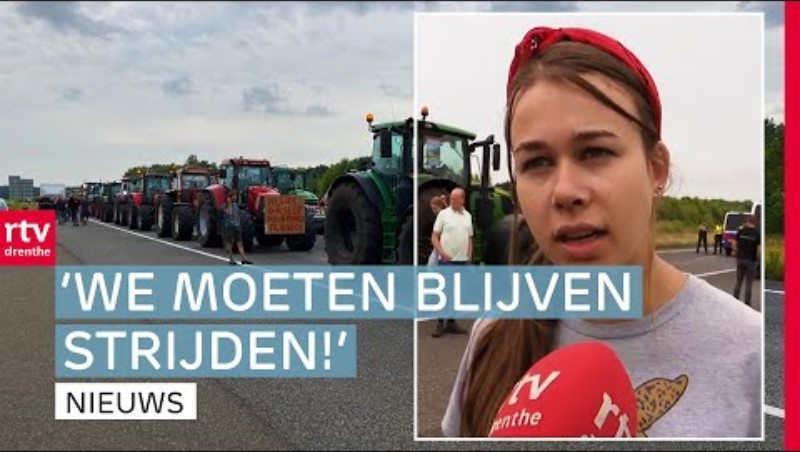 rtv
drenthe
'WE MOETEN BLIJVEN
STRIJDEN!'
NIEUWS
rtv
drenthe
r